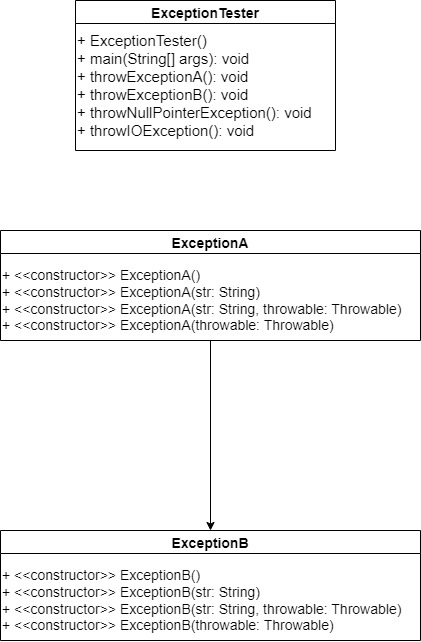 ExceptionTester
+ ExceptionTester()
+ main(String[] args): void
+ throwExceptionA(): void
+ throwExceptionB(): void
+ throwNullPointerException(): void
+ throwIOException(): void
ExceptionA
+ <<constructor>> ExceptionA()
+ <<constructor>> ExceptionA(str: String)
+ <<constructor>> ExceptionA(str: String, throwable: Throwable)
+ <<constructor>> ExceptionA(throwable: Throwable)
ExceptionB
+ <<constructor>> ExceptionB()
+ <<constructor>> ExceptionB(str: String)
+ <<constructor>> ExceptionB(str: String, throwable: Throwable)
+ <<constructor>> ExceptionB(throwable: Throwable)